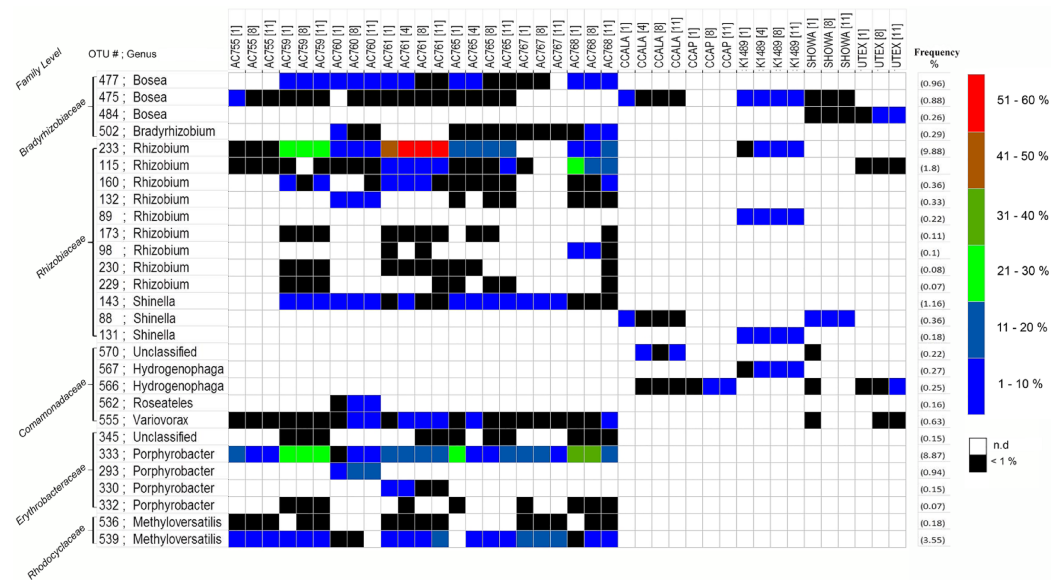 Family Level
OTU # ; Genus
AC755 [1]
AC755 [8]
AC755 [11]
AC759 [1]
AC759 [8]
AC759 [11]
AC760 [1]
AC760 [8]
AC760 [11]
AC761 [1]
AC761 [4]
AC761 [8]
AC761 [11]
AC765 [1]
AC765 [4]
AC765 [8]
AC765 [11]
AC767 [1]
AC767 [8]
AC767 [11]
AC768 [1]
AC768 [8]
AC768 [11]
CCALA [1]
CCALA [4]
CCALA [8]
CCALA [11]
CCAP [1]
CCAP [8]
CCAP [11]
K1489 [1]
K1489 [4]
K1489 [8]
K1489 [11]
SHOWA [1]
SHOWA [8]
SHOWA [11]
UTEX [1]
UTEX [8]
UTEX [11]
Frequency
%
Bradyrhizobiaceae
477 ; Bosea (0.96)
475 ; Bosea (0.88)
484 ; Bosea (0.26)
502 ; Bradyrhizobium (0.29)
Rhizobiaceae
233 ; Rhizobium (9.88)
115 ; Rhizobium (1.8)
160 ; Rhizobium (0.36)
132 ; Rhizobium (0.33)
89 ; Rhizobium (0.22)
173 ; Rhizobium (0.11)
98 ; Rhizobium (0.1)
230 ; Rhizobium (0.08)
229 ; Rhizobium (0.07)
143 ; Shinella (1.16)
88 ; Shinella (0.36)
131 ; Shinella (0.18)
Comamonadaceae
570 ; Unclassified (0.22)
567 ; Hydrogenophaga (0.27)
566 ; Hydrogenophaga (0.25)
562 ; Roseateles (0.16)
555 ; Variovorax (0.63)
Erythrobacteraceae
345 ; Unclassified (0.15)
333 ; Porphyrobacter (8.87)
293 ; Porphyrobacter (0.94)
330 ; Porphyrobacter (0.15)
332 ; Porphyrobacter (0.07)
Rhodocyclaceae
536 ; Methyloversatilis (0.18)
539 ; Methyloversatilis (3.55)
51 - 60 %
41 - 50 %
31 - 40 %
21 - 30 %
11 - 20 %
1 - 10 %
n.d
< 1 %